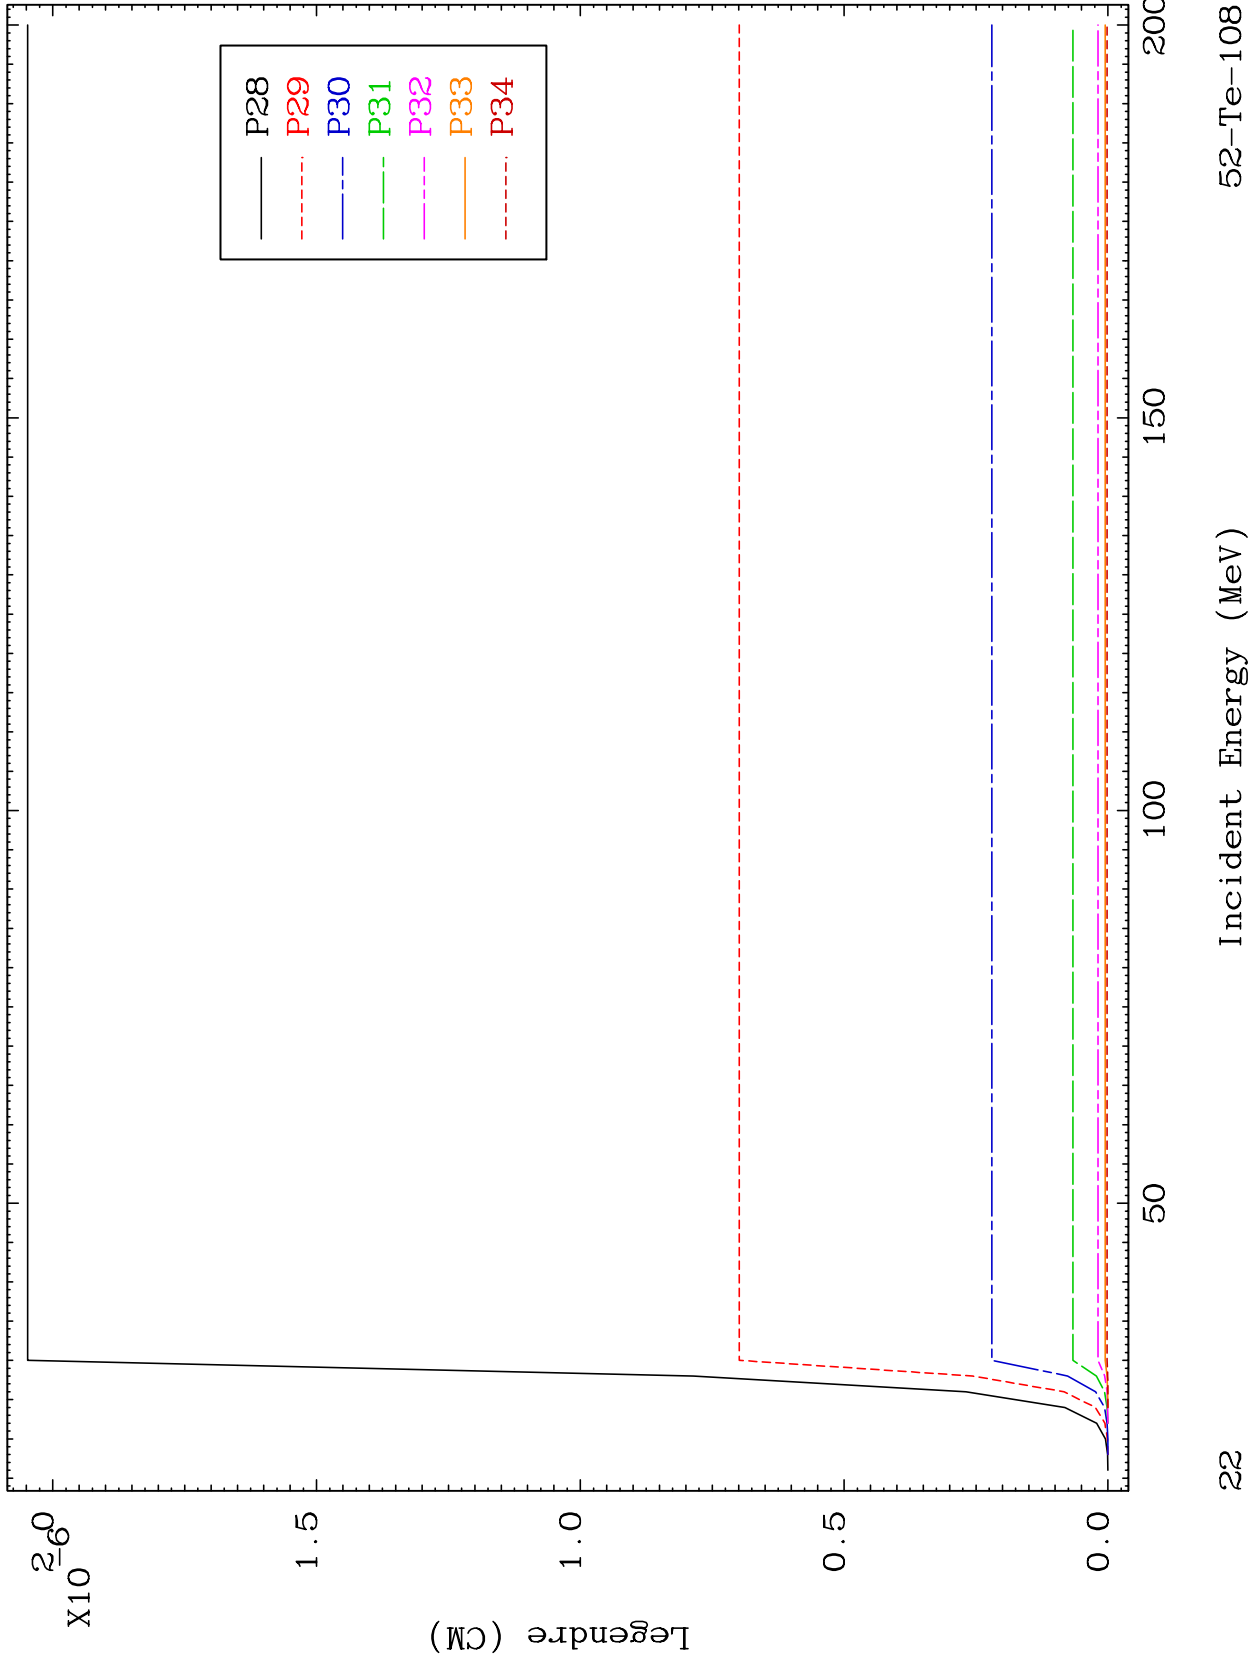 P28
P29
P30
P31
P32
P33
P34
2.0
X10
-6
1.5
1.0
0.5
0.0
Legendre (CM)
50
100
150
200
Incident Energy (MeV)
22
52-Te-108